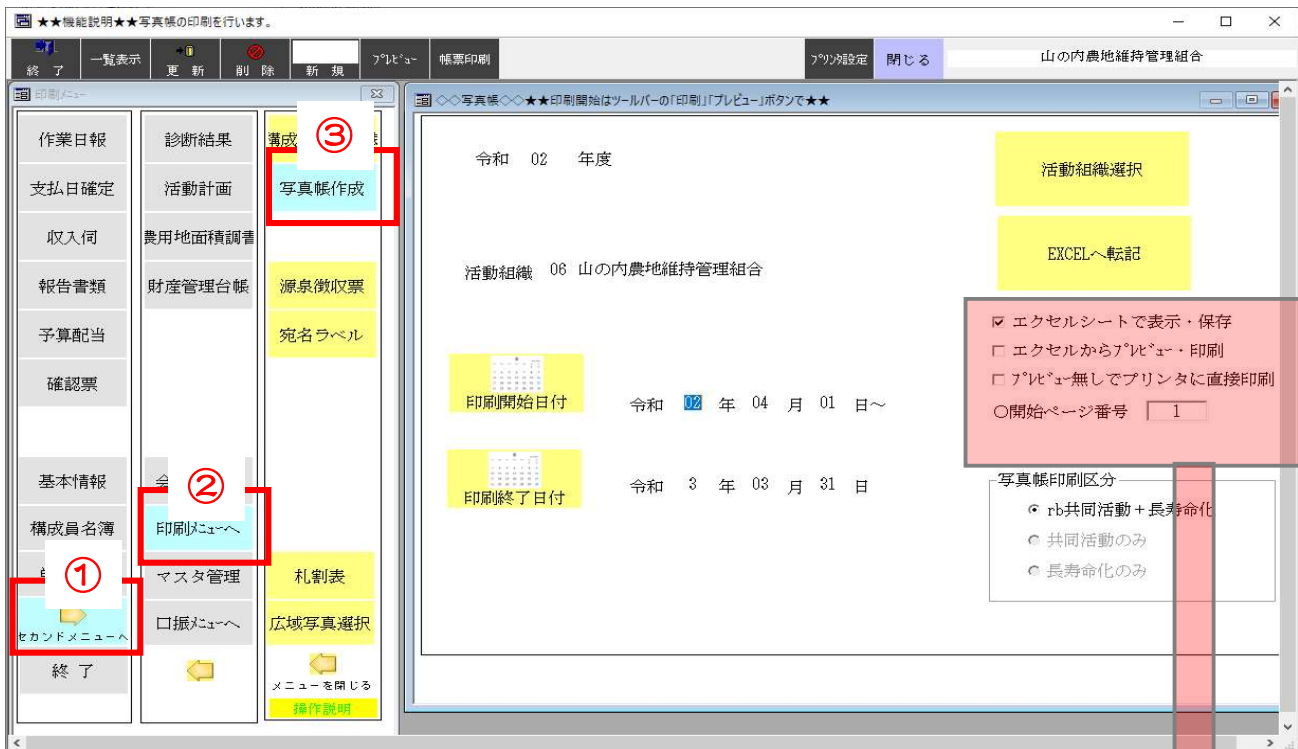 ★★機能説明★★写真帳の印刷を行います。
終 了
一覧表示
更 新
削 除
新 規
ﾌﾟﾚﾋﾞｭｰ
帳票印刷
ﾌﾟﾘﾝﾀ設定
閉じる
山の内農地維持管理組合
印刷ﾒﾆｭｰ
作業日報
支払日確定
収入伺
報告書類
予算配当
確認票
基本情報
構成員名簿
①
セカンドメニューへ
終 了
診断結果
活動計画
農用地面積調書
財産管理台帳
②
印刷ﾒﾆｭｰへ
マスタ管理
口振ﾒﾆｭｰへ
③
写真帳作成
源泉徴収票
宛名ラベル
札割表
広域写真選択
メニューを閉じる
操作説明
◇◇写真帳◇◇★★印刷開始はツールバーの「印刷」「プレビュー」ボタンで★★
令和 02 年度
活動組織 06 山の内農地維持管理組合
印刷開始日付 令和 02 年 04 月 01 日～
印刷終了日付 令和 3 年 03 月 31 日
活動組織選択
EXCELへ転記
エクセルシートで表示・保存
エクセルからﾌﾟﾚﾋﾞｭｰ・印刷
ﾌﾟﾚﾋﾞｭｰ無しでプリンタに直接印刷
○開始ページ番号 1
写真帳印刷区分
rb共同活動+長寿命化
共同活動のみ
長寿命化のみ